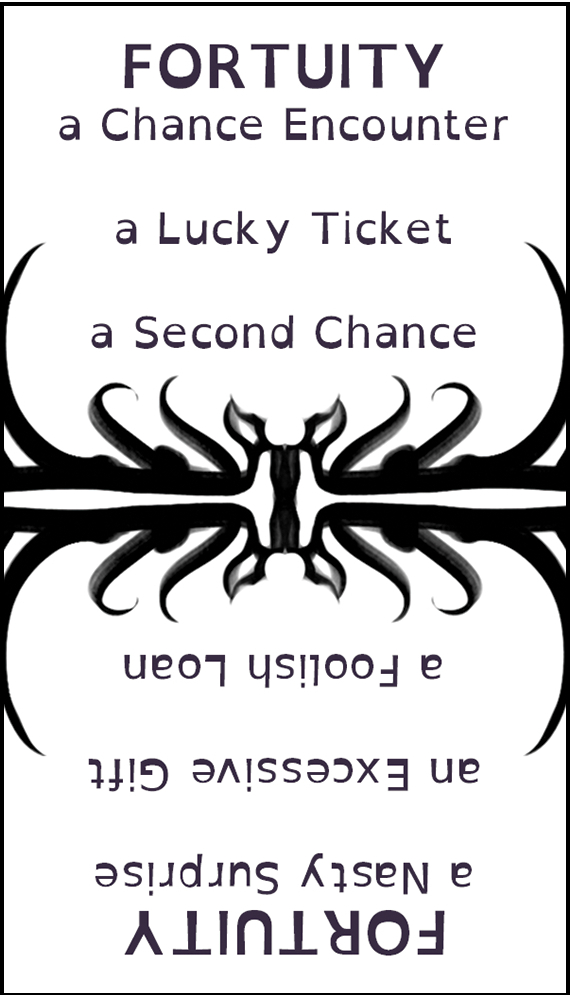 FORTUITY
a Chance Encounter
a Lucky Ticket
a Second Chance
FORTUITY
a Nasty Surprise
an Excessive Gift
a Foolish Loan